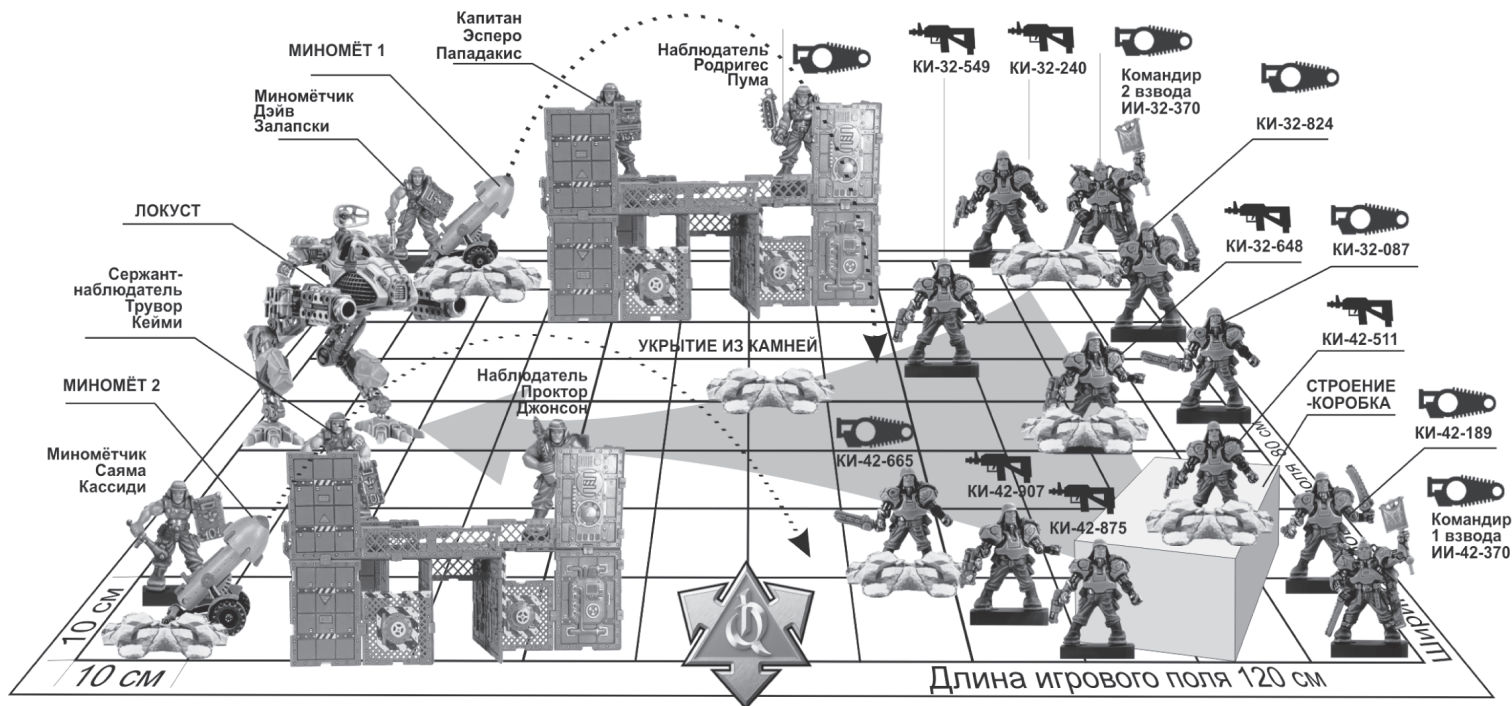 Капитан
Эсперо
Пападакис
МИНОМЁТ 1
Миномётчик
Дэйв
Залапски
Наблюдатель
Родригес
Пума
КИ-32-549
КИ-32-240
Командир
2 взвода
ИИ-32-370
КИ-32-824
ЛОКУСТ
КИ-32-648
КИ-32-087
Сержант-
наблюдатель
Трувор
Кейми
КИ-42-511
УКРЫТИЕ ИЗ КАМНЕЙ
МИНОМЁТ 2
Наблюдатель
Проктор
Джонсон
СТРОЕНИЕ
-КОРОБКА
КИ-42-189
Миномётчик
Саяма
Кассиди
КИ-42-665
КИ-42-907
КИ-42-875
Командир
1 взвода
ИИ-42-370
10 см
10 см
Длина игрового поля 120 см
80 см